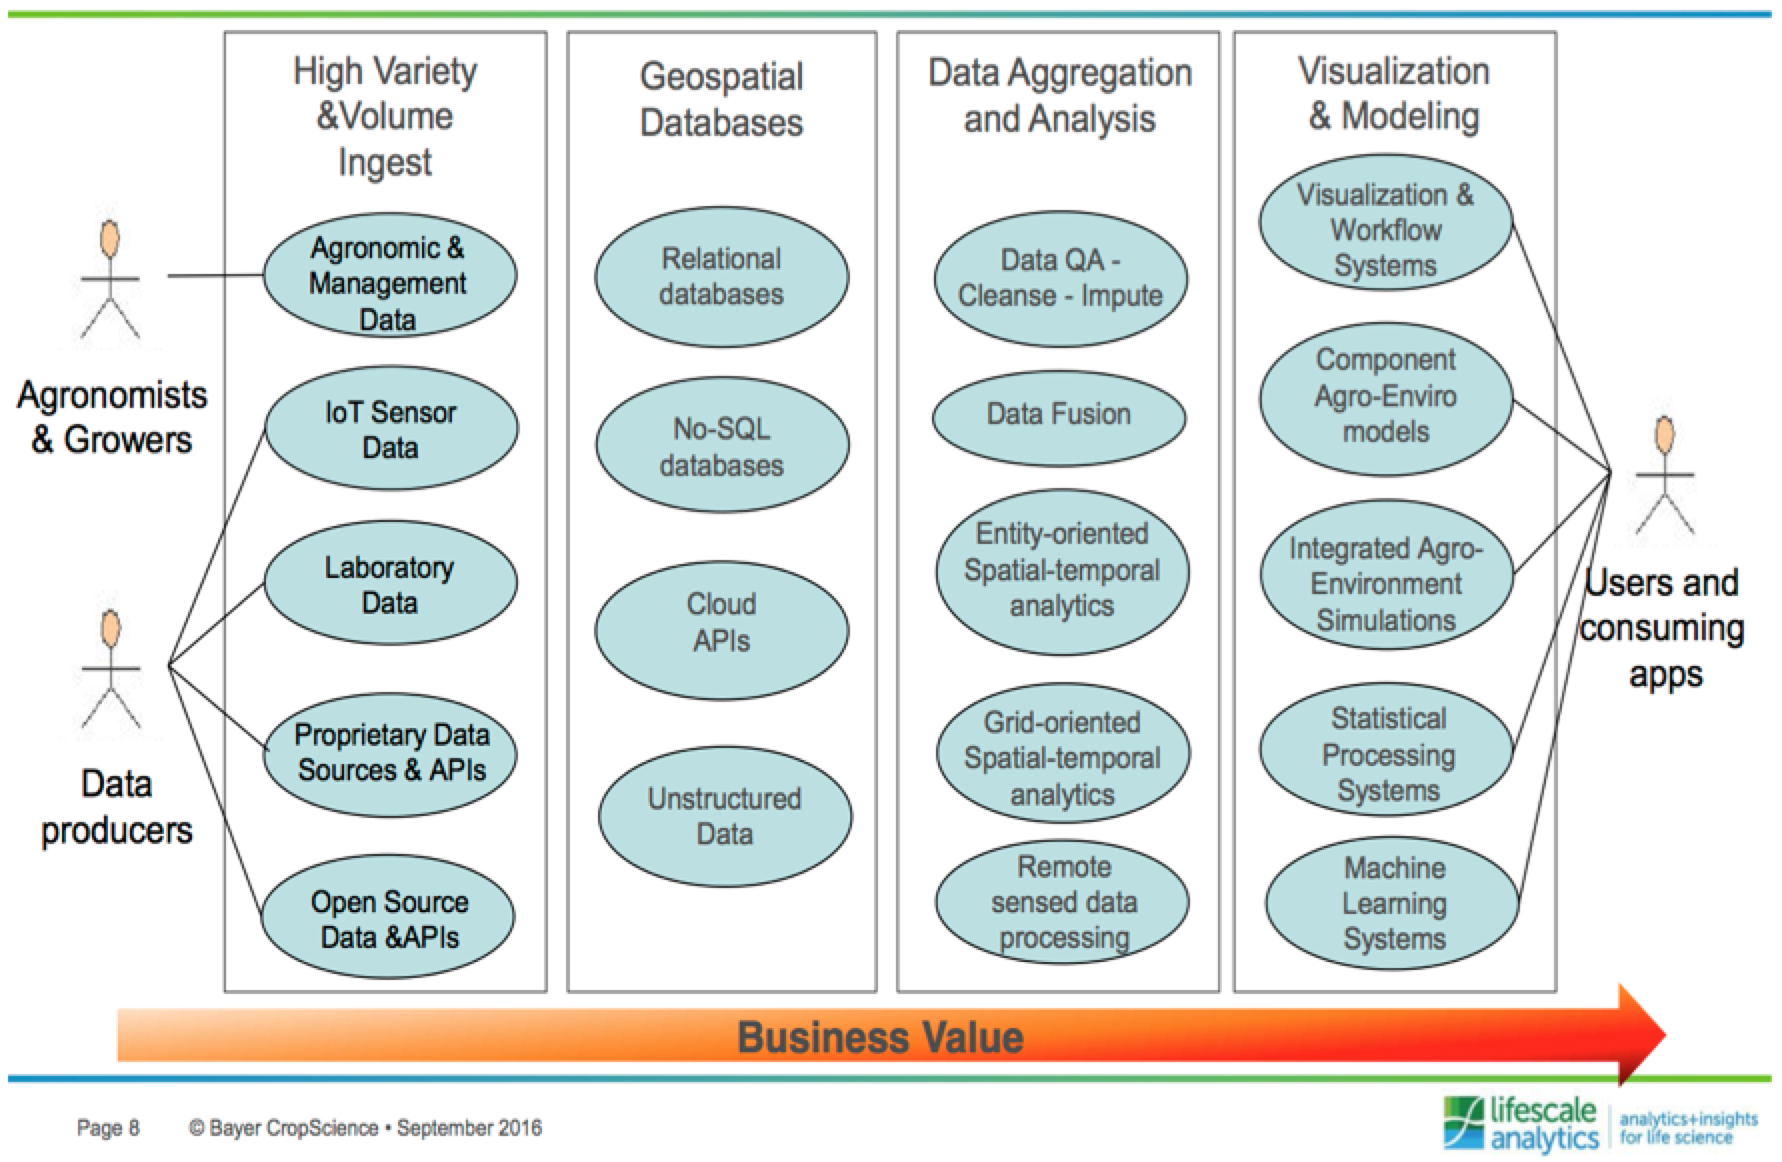 High Variety
&Volume
Ingest
Geospatial
Databases
Data Aggregation
and Analysis
Visualization
& Modeling
Agronomists
& Growers
Data
producers
Agronomic &
Management
Data
IoT Sensor
Data
Laboratory
Data
Proprietary Data
Sources & APIs
Open Source
Data &APIs
Relational
databases
No-SQL
databases
Cloud
APIs
Unstructured
Data
Data QA -
Cleanse - Impute
Data Fusion
Entity-oriented
Spatial-temporal
analytics
Grid-oriented
Spatial-temporal
analytics
Remote
sensed data
processing
Visualization &
Workflow
Systems
Component
Agro-Enviro
models
Integrated Agro-
Environment
Simulations
Statistical
Processing
Systems
Machine
Learning
Systems
Users and
consuming
apps
Business Value
Page 8 © Bayer CropScience • September 2016
lifescale
analytics
analytics+insights
for life science